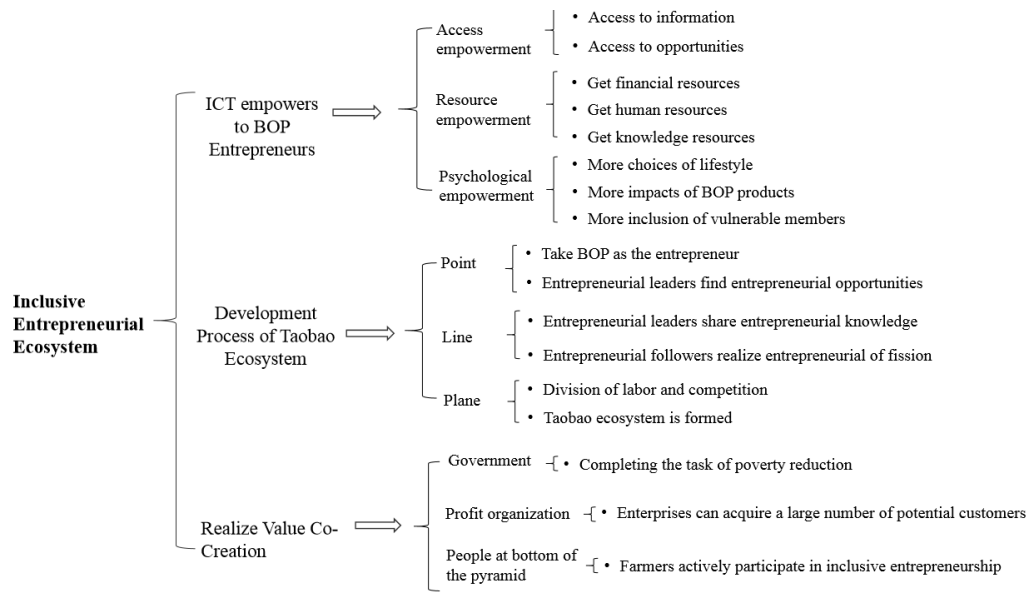 Inclusive
Entrepreneurial
Ecosystem
ICT empowers
to BOP
Entrepreneurs
Access
empowerment
• Access to information
• Access to opportunities
Resource
empowerment
• Get financial resources
• Get human resources
• Get knowledge resources
Psychological
empowerment
• More choices of lifestyle
• More impacts of BOP products
• More inclusion of vulnerable members
Development
Process of Taobao
Ecosystem
Point
• Take BOP as the entrepreneur
• Entrepreneurial leaders find entrepreneurial opportunities
Line
• Entrepreneurial leaders share entrepreneurial knowledge
• Entrepreneurial followers realize entrepreneurial of fission
Plane
• Division of labor and competition
• Taobao ecosystem is formed
Realize Value Co-
Creation
Government
• Completing the task of poverty reduction
Profit organization
• Enterprises can acquire a large number of potential customers
People at bottom of
the pyramid
• Farmers actively participate in inclusive entrepreneurship